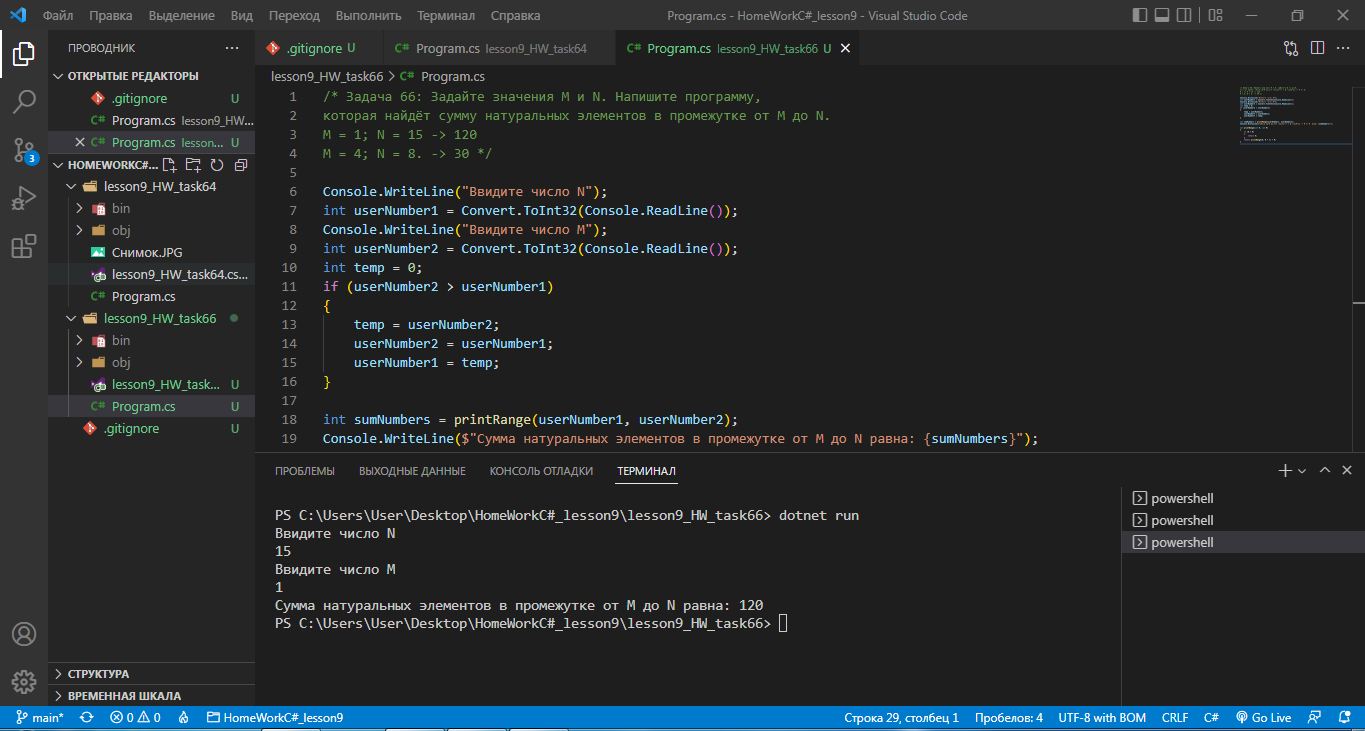 Файл Правка Выделение Вид Переход Выполнить Терминал Справка Program.cs - HomeWorkC#_lesson9 - Visual Studio Code
ПРОВОДНИК ...
.gitignore U Program.cs lesson9_HW_task64 Program.cs lesson9_HW_task66 U
ОТКРЫТЫЕ РЕДАКТОРЫ
.gitignore U
Program.cs lesson9_HW...
Program.cs lesson... U
HOMEWORKC#...
lesson9_HW_task64
bin
obj
Снимок.JPG
lesson9_HW_task64.cs...
Program.cs
lesson9_HW_task66
bin
obj
lesson9_HW_task... U
Program.cs U
.gitignore U
3
СТРУКТУРА
ВРЕМЕННАЯ ШКАЛА
lesson9_HW_task66 > Program.cs
1 /* Задача 66: Задайте значения M и N. Напишите программу,
2 которая найдёт сумму натуральных элементов в промежутке от M до N.
3 M = 1; N = 15 -> 120
4 M = 4; N = 8. -> 30 */
5
6 Console.WriteLine("Ввидите число N");
7 int userNumber1 = Convert.ToInt32(Console.ReadLine());
8 Console.WriteLine("Ввидите число M");
9 int userNumber2 = Convert.ToInt32(Console.ReadLine());
10 int temp = 0;
11 if (userNumber2 > userNumber1)
12 {
13 temp = userNumber2;
14 userNumber2 = userNumber1;
15 userNumber1 = temp;
16 }
17
18 int sumNumbers = printRange(userNumber1, userNumber2);
19 Console.WriteLine($"Сумма натуральных элементов в промежутке от M до N равна: {sumNumbers}");
ПРОБЛЕМЫ ВЫХОДНЫЕ ДАННЫЕ КОНСОЛЬ ОТЛАДКИ ТЕРМИНАЛ
PS C:\Users\User\Desktop\HomeWorkC#_lesson9\lesson9_HW_task66> dotnet run
Ввидите число N
15
Ввидите число M
1
Сумма натуральных элементов в промежутке от M до N равна: 120
PS C:\Users\User\Desktop\HomeWorkC#_lesson9\lesson9_HW_task66>
powershell
powershell
powershell
main* 0 0 HomeWorkC#_lesson9 Строка 29, столбец 1 Пробелов: 4 UTF-8 with BOM CRLF C# Go Live